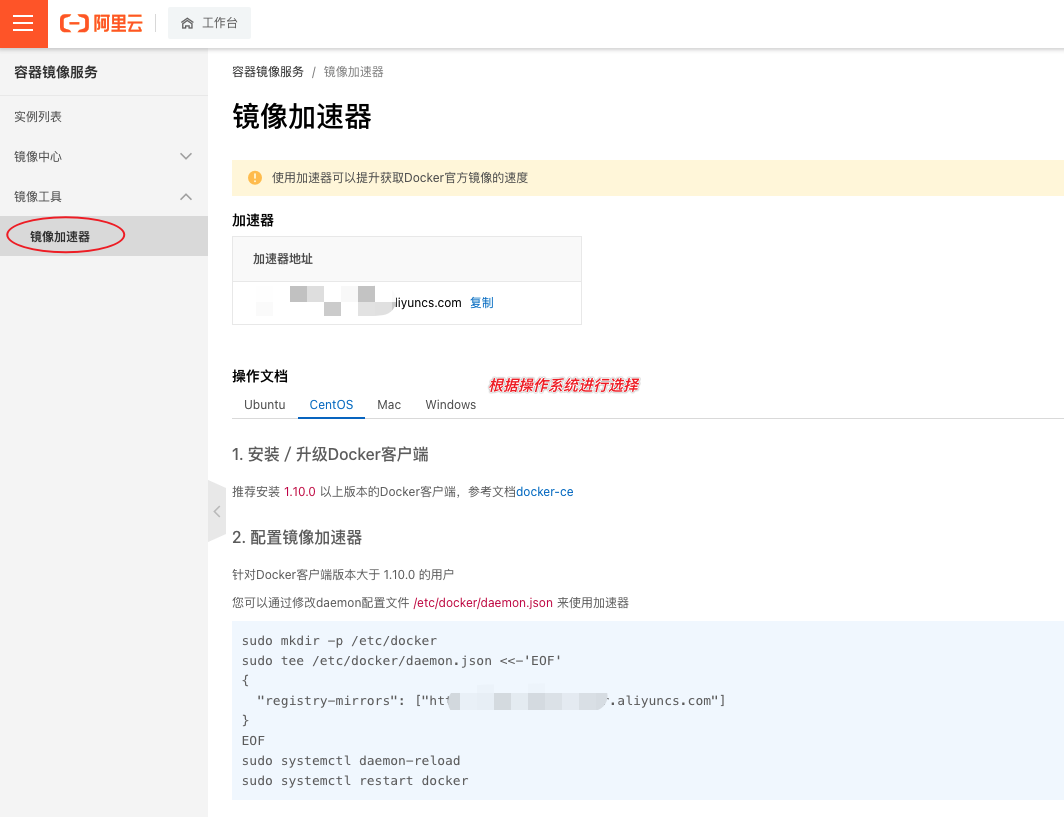 阿里云
工作台
容器镜像服务
实例列表
镜像中心
镜像工具
镜像加速器
容器镜像服务 / 镜像加速器
镜像加速器
使用加速器可以提升获取Docker官方镜像的速度
加速器
加速器地址
liyuncs.com 复制
操作文档
根据操作系统进行选择
Ubuntu CentOS Mac Windows
1. 安装 / 升级Docker客户端
推荐安装 1.10.0 以上版本的Docker客户端，参考文档docker-ce
2. 配置镜像加速器
针对Docker客户端版本大于 1.10.0 的用户
您可以通过修改daemon配置文件 /etc/docker/daemon.json 来使用加速器
sudo mkdir -p /etc/docker
sudo tee /etc/docker/daemon.json <<-'EOF'
{
"registry-mirrors": ["ht .aliyuncs.com"]
}
EOF
sudo systemctl daemon-reload
sudo systemctl restart docker